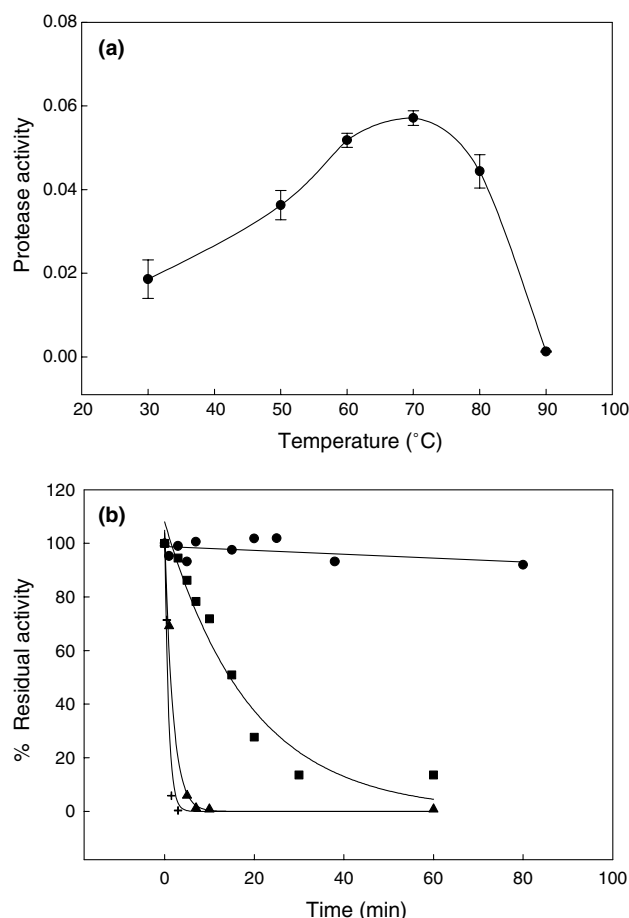 (a)
Protease activity
0.08
0.06
0.04
0.02
0.00
20 30 40 50 60 70 80 90 100
Temperature (°C)
(b)
% Residual activity
120
100
80
60
40
20
0
0 20 40 60 80 100
Time (min)